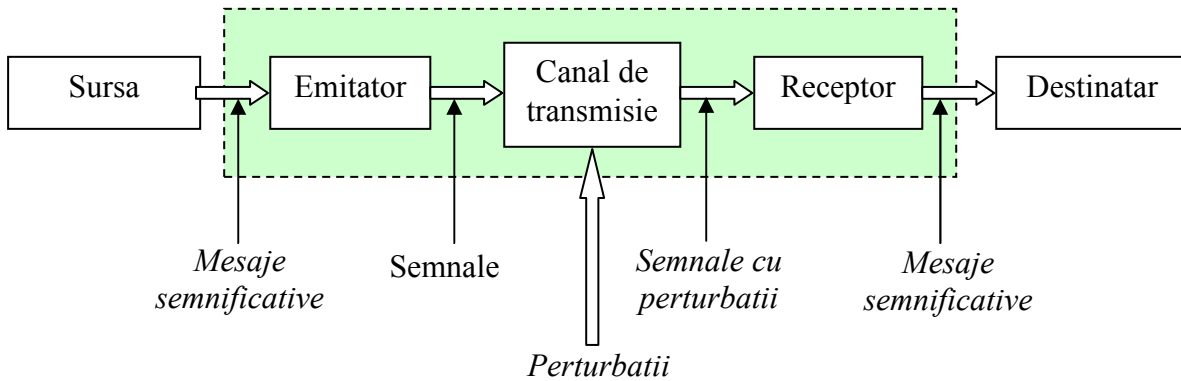 Sursa
Emitator
Canal de
transmisie
Receptor
Destinatar
Mesaje
semnificative
Semnale
Semnale cu
perturbatii
Mesaje
semnificative
Perturbatii